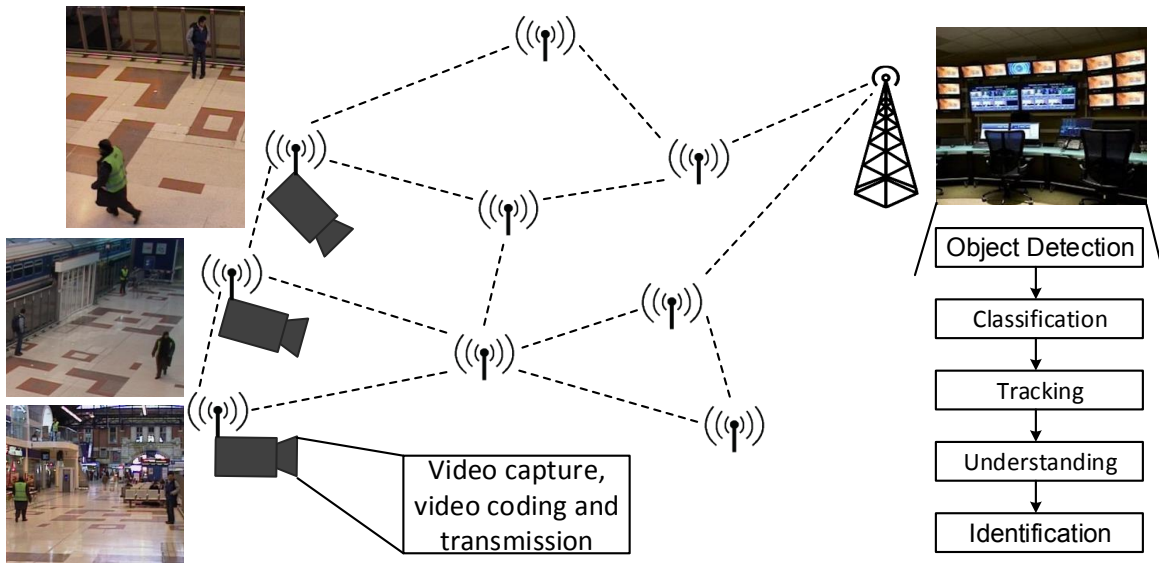 Video capture,
video coding and
transmission
Object Detection
Classification
Tracking
Understanding
Identification